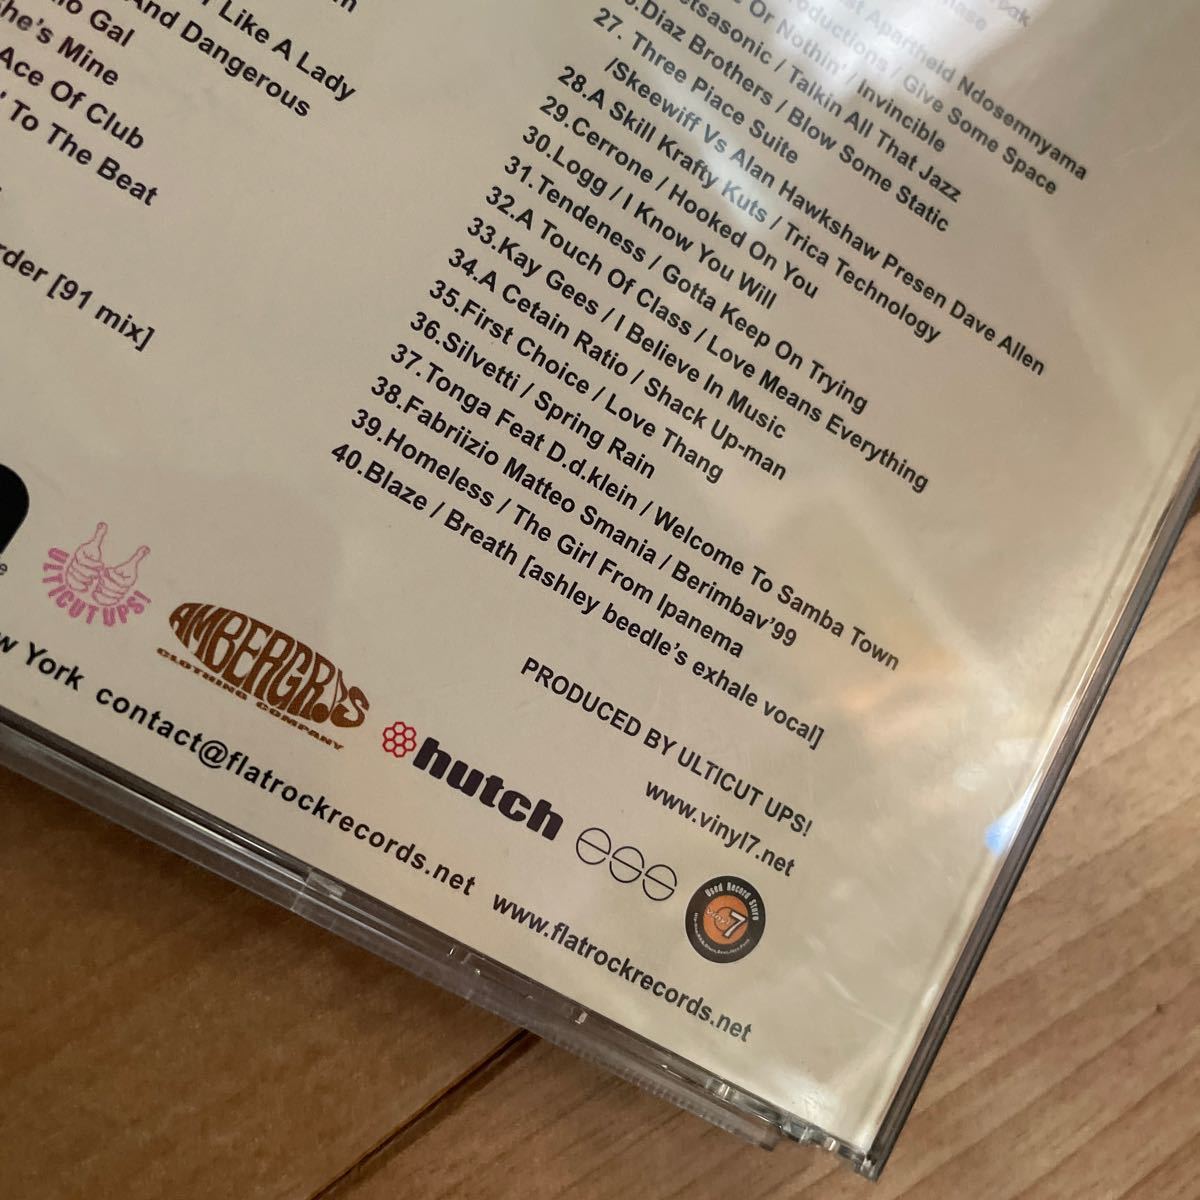 Like A Lady
And Dangerous
Gal
he's Mine
Ace Of Club
' To The Beat
rder [91 mix]
Apartheid Ndosemnyama
/ Give Some Space
etsasonic / Talkin All That Jazz
Or Nothin' / Invincible
.Diaz Brothers / Blow Some Static
27. Three Piace Suite
/Skeewiff Vs Alan Hawkshaw Presen Dave Allen
28.A Skill Krafty Kuts / Trica Technology
29.Cerrone / Hooked On You
30.Logg / I Know You Will
31.Tendeness / Gotta Keep On Trying
32.A Touch Of Class / Love Means Everything
33.Kay Gees / I Believe In Music
34.A Cetain Ratio / Shack Up-man
35.First Choice / Love Thang
36.Silvetti / Spring Rain
37.Tonga Feat D.d.klein / Welcome To Samba Town
38.Fabriizio Matteo Smania / Berimbav'99
39.Homeless / The Girl From Ipanema
40.Blaze / Breath [ashley beedle's exhale vocal]
PRODUCED BY ULTICUT UPS!
www.vinyl7.net
ULTICUT UPS!
AMBERGRIS
CLOTHING COMPANY
hutch
Used Record Store
vinyl 7
w York contact@flatrockrecords.net www.flatrockrecords.net